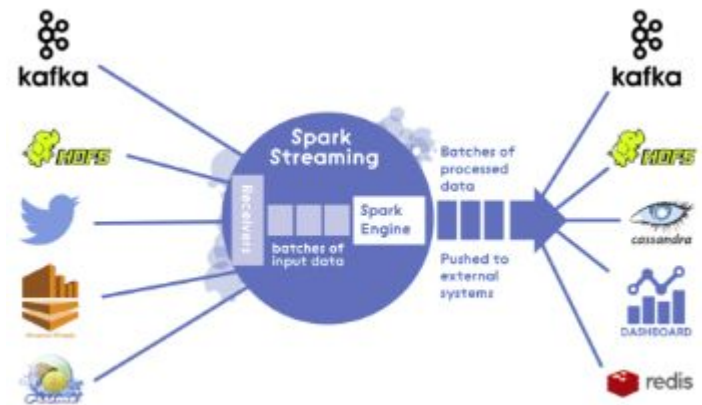 kafka
HDFS
Spark
Streaming
Receivers
batches of
input data
Spark
Engine
Batches of
processed
data
Pushed to
external
systems
kafka
HDFS
cassandra
DASHBOARD
redis